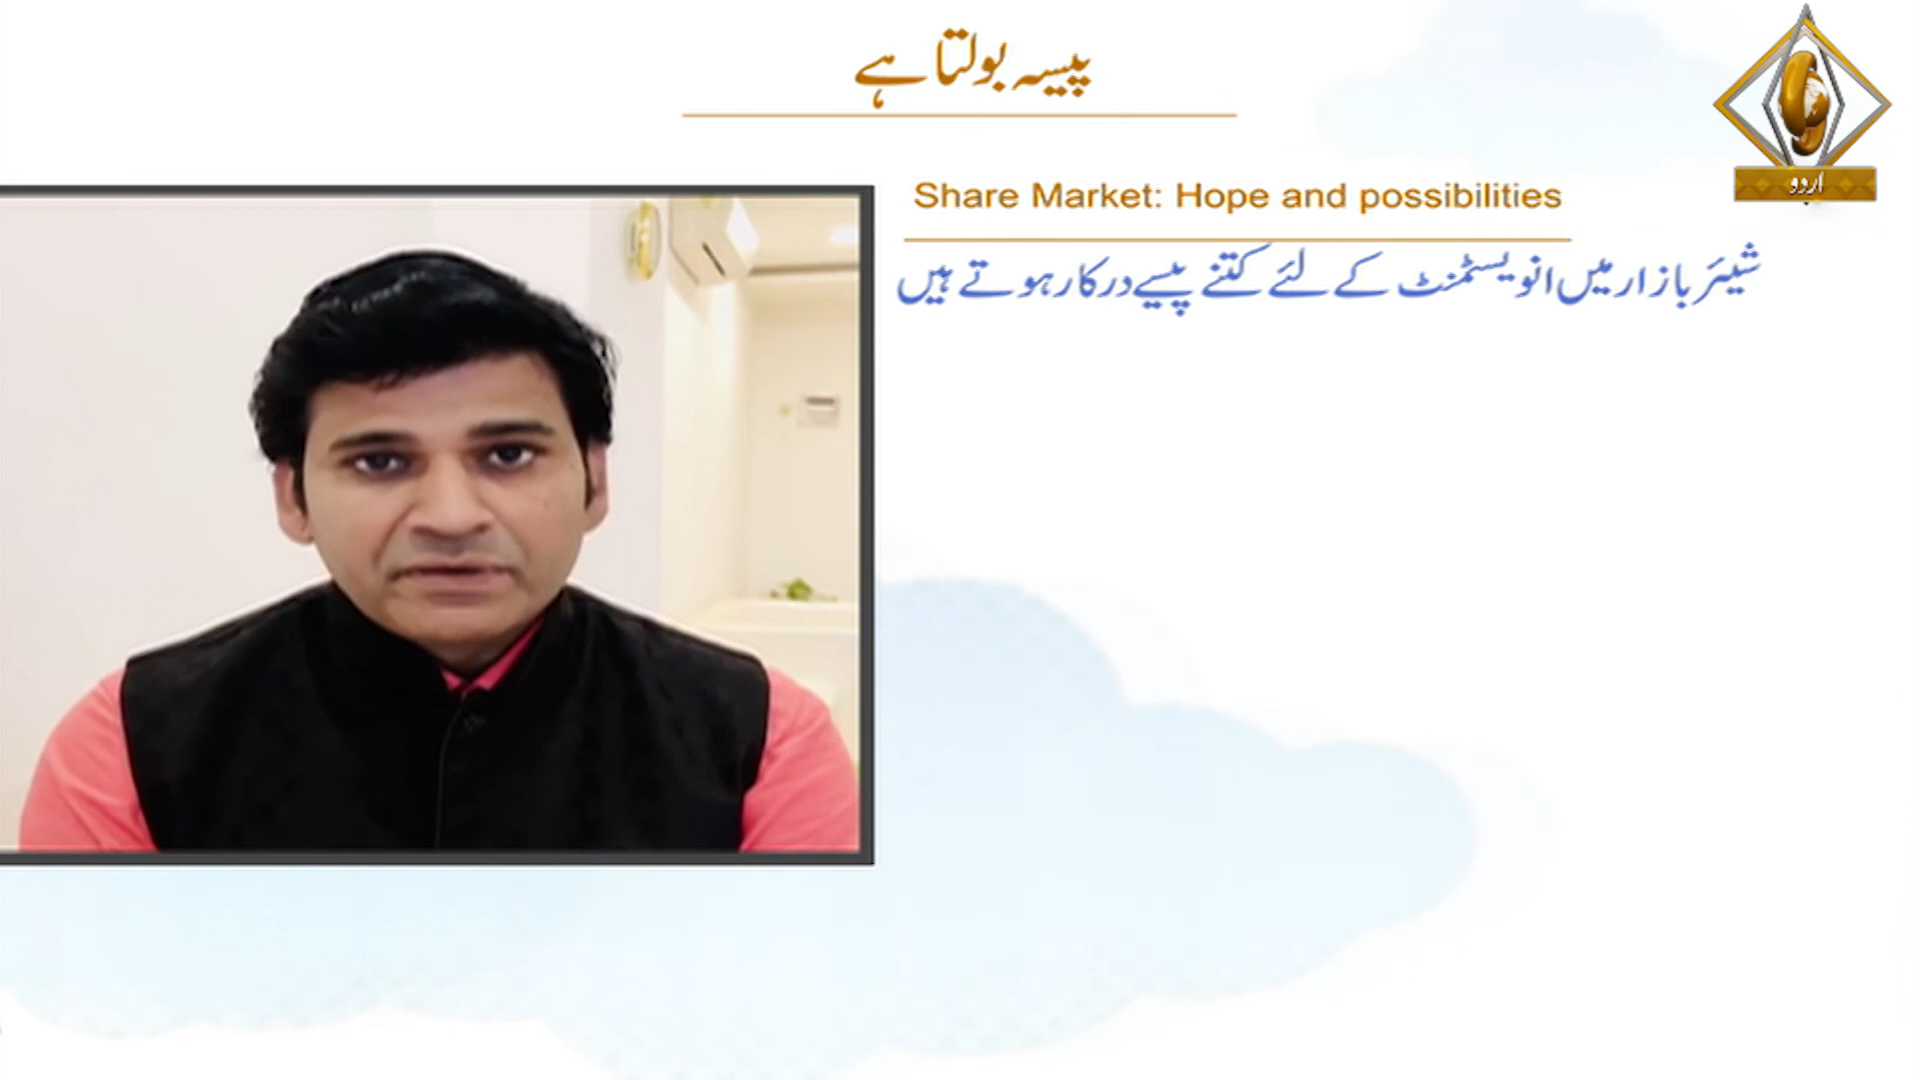 پیسہ بولتا ہے
اردو
Share Market: Hope and possibilities
شیئر بازار میں انویسٹمنٹ کے لئے کتنے پیسے درکار ہوتے ہیں